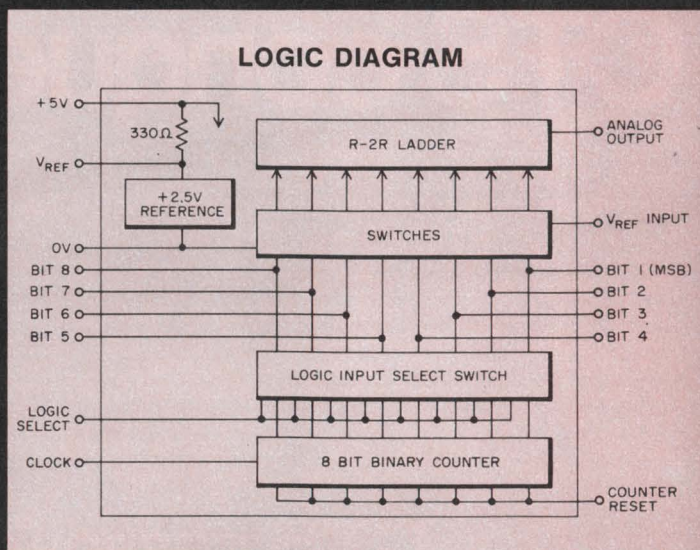 LOGIC DIAGRAM
+5V
330Ω
V REF
+2.5V
REFERENCE
0V
BIT 8
BIT 7
BIT 6
BIT 5
LOGIC
SELECT
CLOCK
R-2R LADDER
SWITCHES
LOGIC INPUT SELECT SWITCH
8 BIT BINARY COUNTER
ANALOG
OUTPUT
V REF INPUT
BIT 1 (MSB)
BIT 2
BIT 3
BIT 4
COUNTER
RESET